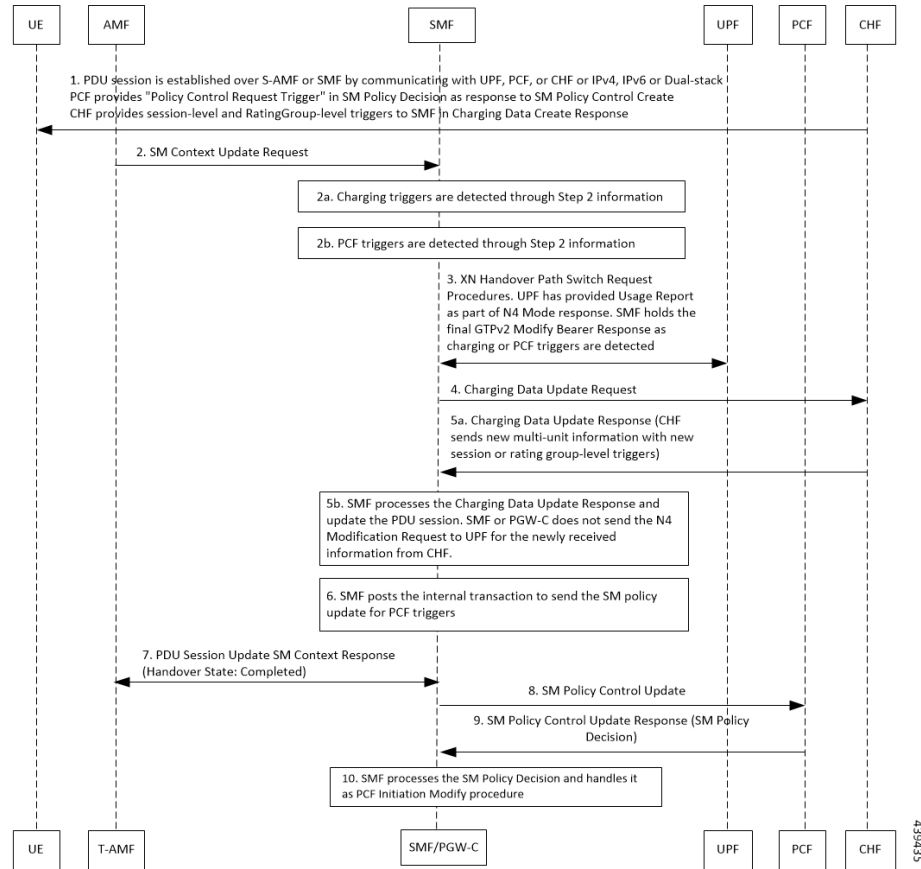 UE
AMF
SMF
UPF
PCF
CHF
1. PDU session is established over S-AMF or SMF by communicating with UPF, PCF, or CHF or IPv4, IPv6 or Dual-stack
PCF provides "Policy Control Request Trigger" in SM Policy Decision as response to SM Policy Control Create
CHF provides session-level and RatingGroup-level triggers to SMF in Charging Data Create Response
2. SM Context Update Request
2a. Charging triggers are detected through Step 2 information
2b. PCF triggers are detected through Step 2 information
3. XN Handover Path Switch Request
Procedures. UPF has provided Usage Report
as part of N4 Mode response. SMF holds the
final GTPv2 Modify Bearer Response as
charging or PCF triggers are detected
4. Charging Data Update Request
5a. Charging Data Update Response (CHF
sends new multi-unit information with new
session or rating group-level triggers)
5b. SMF processes the Charging Data Update Response and
update the PDU session. SMF or PGW-C does not send the N4
Modification Request to UPF for the newly received
information from CHF.
6. SMF posts the internal transaction to send the SM policy
update for PCF triggers
7. PDU Session Update SM Context Response
(Handover State: Completed)
8. SM Policy Control Update
9. SM Policy Control Update Response (SM Policy
Decision)
10. SMF processes the SM Policy Decision and handles it
as PCF Initiation Modify procedure
UE
T-AMF
SMF/PGW-C
UPF
PCF
CHF
439435